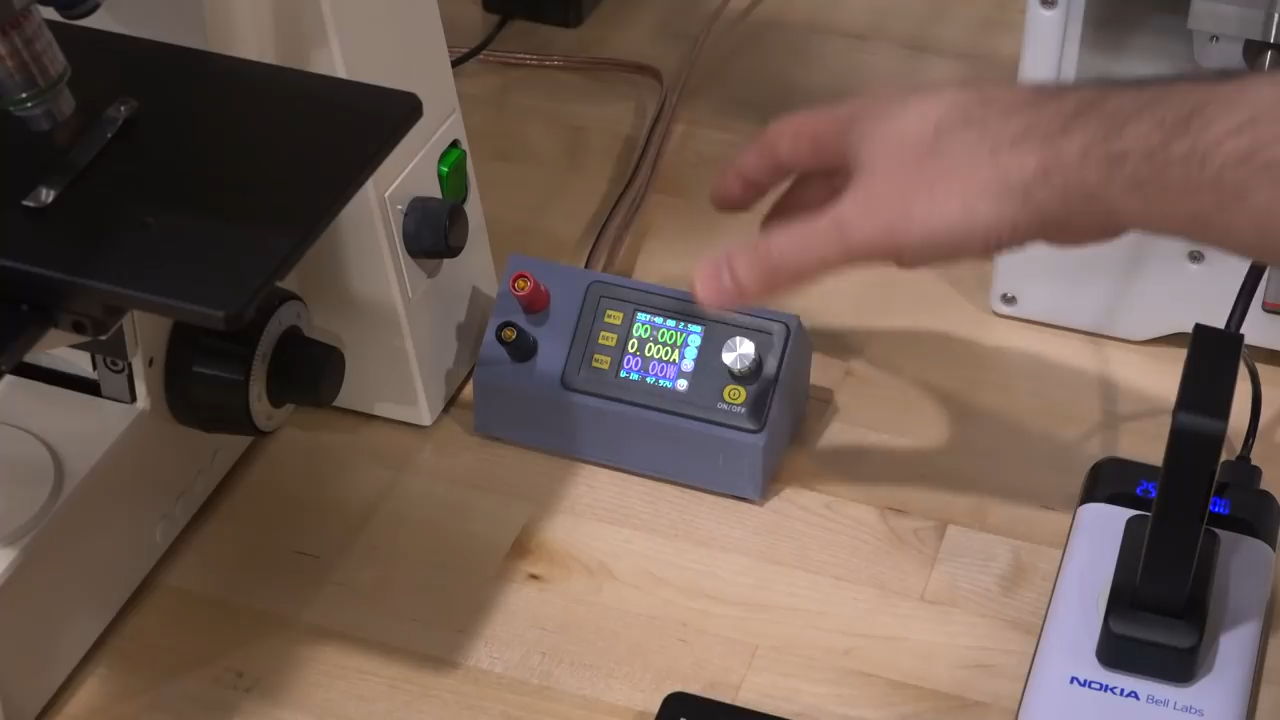 SET:40.00 2.500
M1/↑
00.00V
SET
0.000A
CV
M2/↓
00.00W
U-IN: 47.97V
ON/OFF
NOKIA Bell Labs